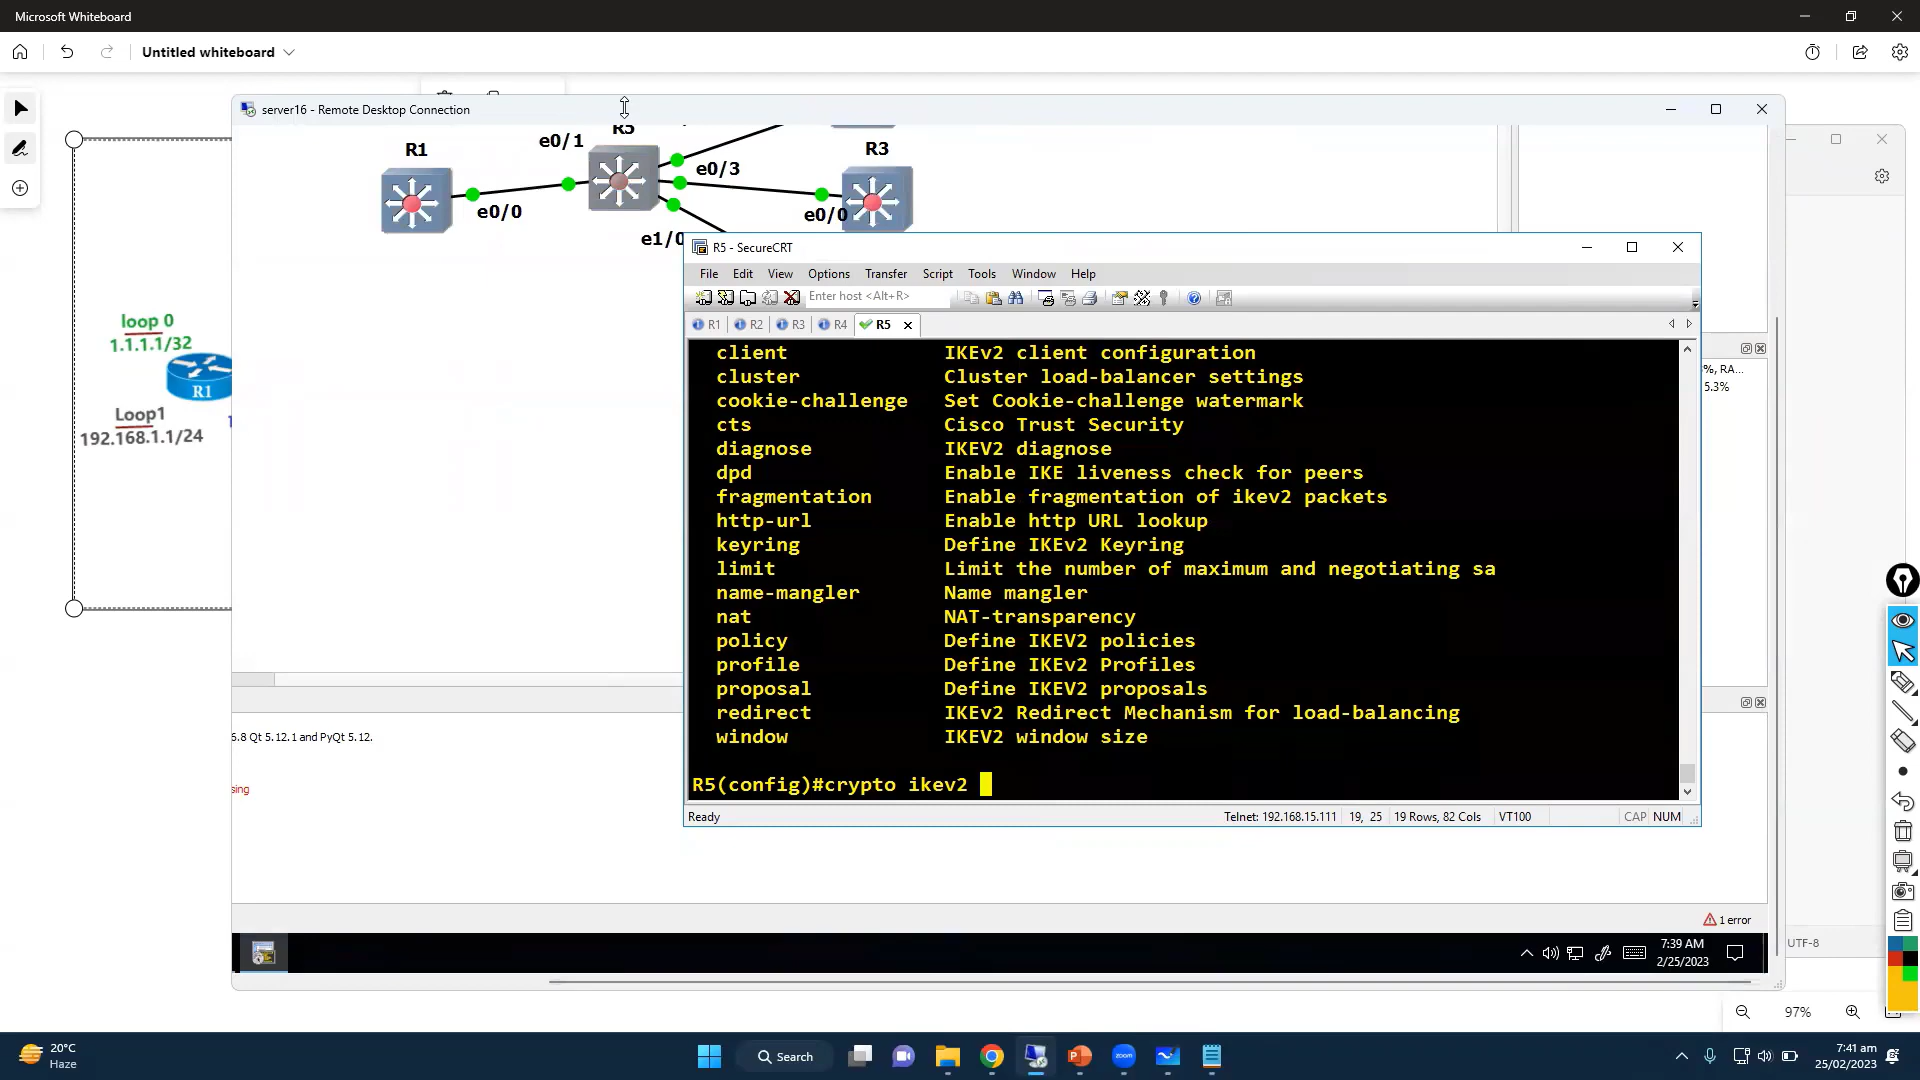 Microsoft Whiteboard
Untitled whiteboard
server16 - Remote Desktop Connection
R1
e0/1
R5
e0/3
R3
e0/0
e0/0
e1/0
loop 0
1.1.1.1/32
R1
Loop1
192.168.1.1/24
R5 - SecureCRT
File Edit View Options Transfer Script Tools Window Help
Enter host <Alt+R>
R1 R2 R3 R4 R5
client IKEv2 client configuration
cluster Cluster load-balancer settings
cookie-challenge Set Cookie-challenge watermark
cts Cisco Trust Security
diagnose IKEV2 diagnose
dpd Enable IKE liveness check for peers
fragmentation Enable fragmentation of ikev2 packets
http-url Enable http URL lookup
keyring Define IKEv2 Keyring
limit Limit the number of maximum and negotiating sa
name-mangler Name mangler
nat NAT-transparency
policy Define IKEV2 policies
profile Define IKEv2 Profiles
proposal Define IKEV2 proposals
redirect IKEv2 Redirect Mechanism for load-balancing
window IKEV2 window size
R5(config)#crypto ikev2
Ready Telnet: 192.168.15.111 19, 25 19 Rows, 82 Cols VT100 CAP NUM
%, RA...
5.3%
6.8 Qt 5.12.1 and PyQt 5.12.
sing
1 error
7:39 AM
2/25/2023
UTF-8
97%
20°C
Haze
Search
zoom
7:41 am
25/02/2023